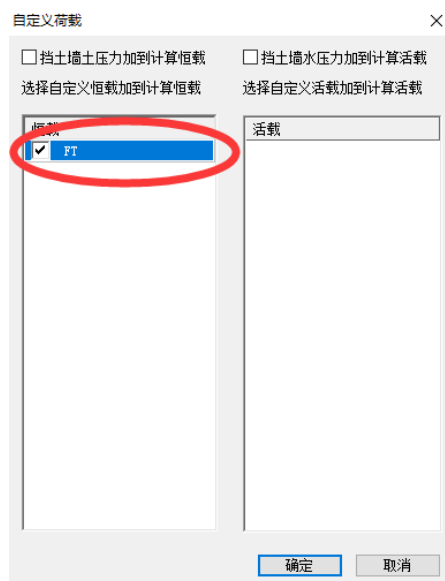 自定义荷载
挡土墙土压力加到计算恒载
挡土墙水压力加到计算活载
选择自定义恒载加到计算恒载
选择自定义活载加到计算活载
恒载
活载
FT
确定
取消